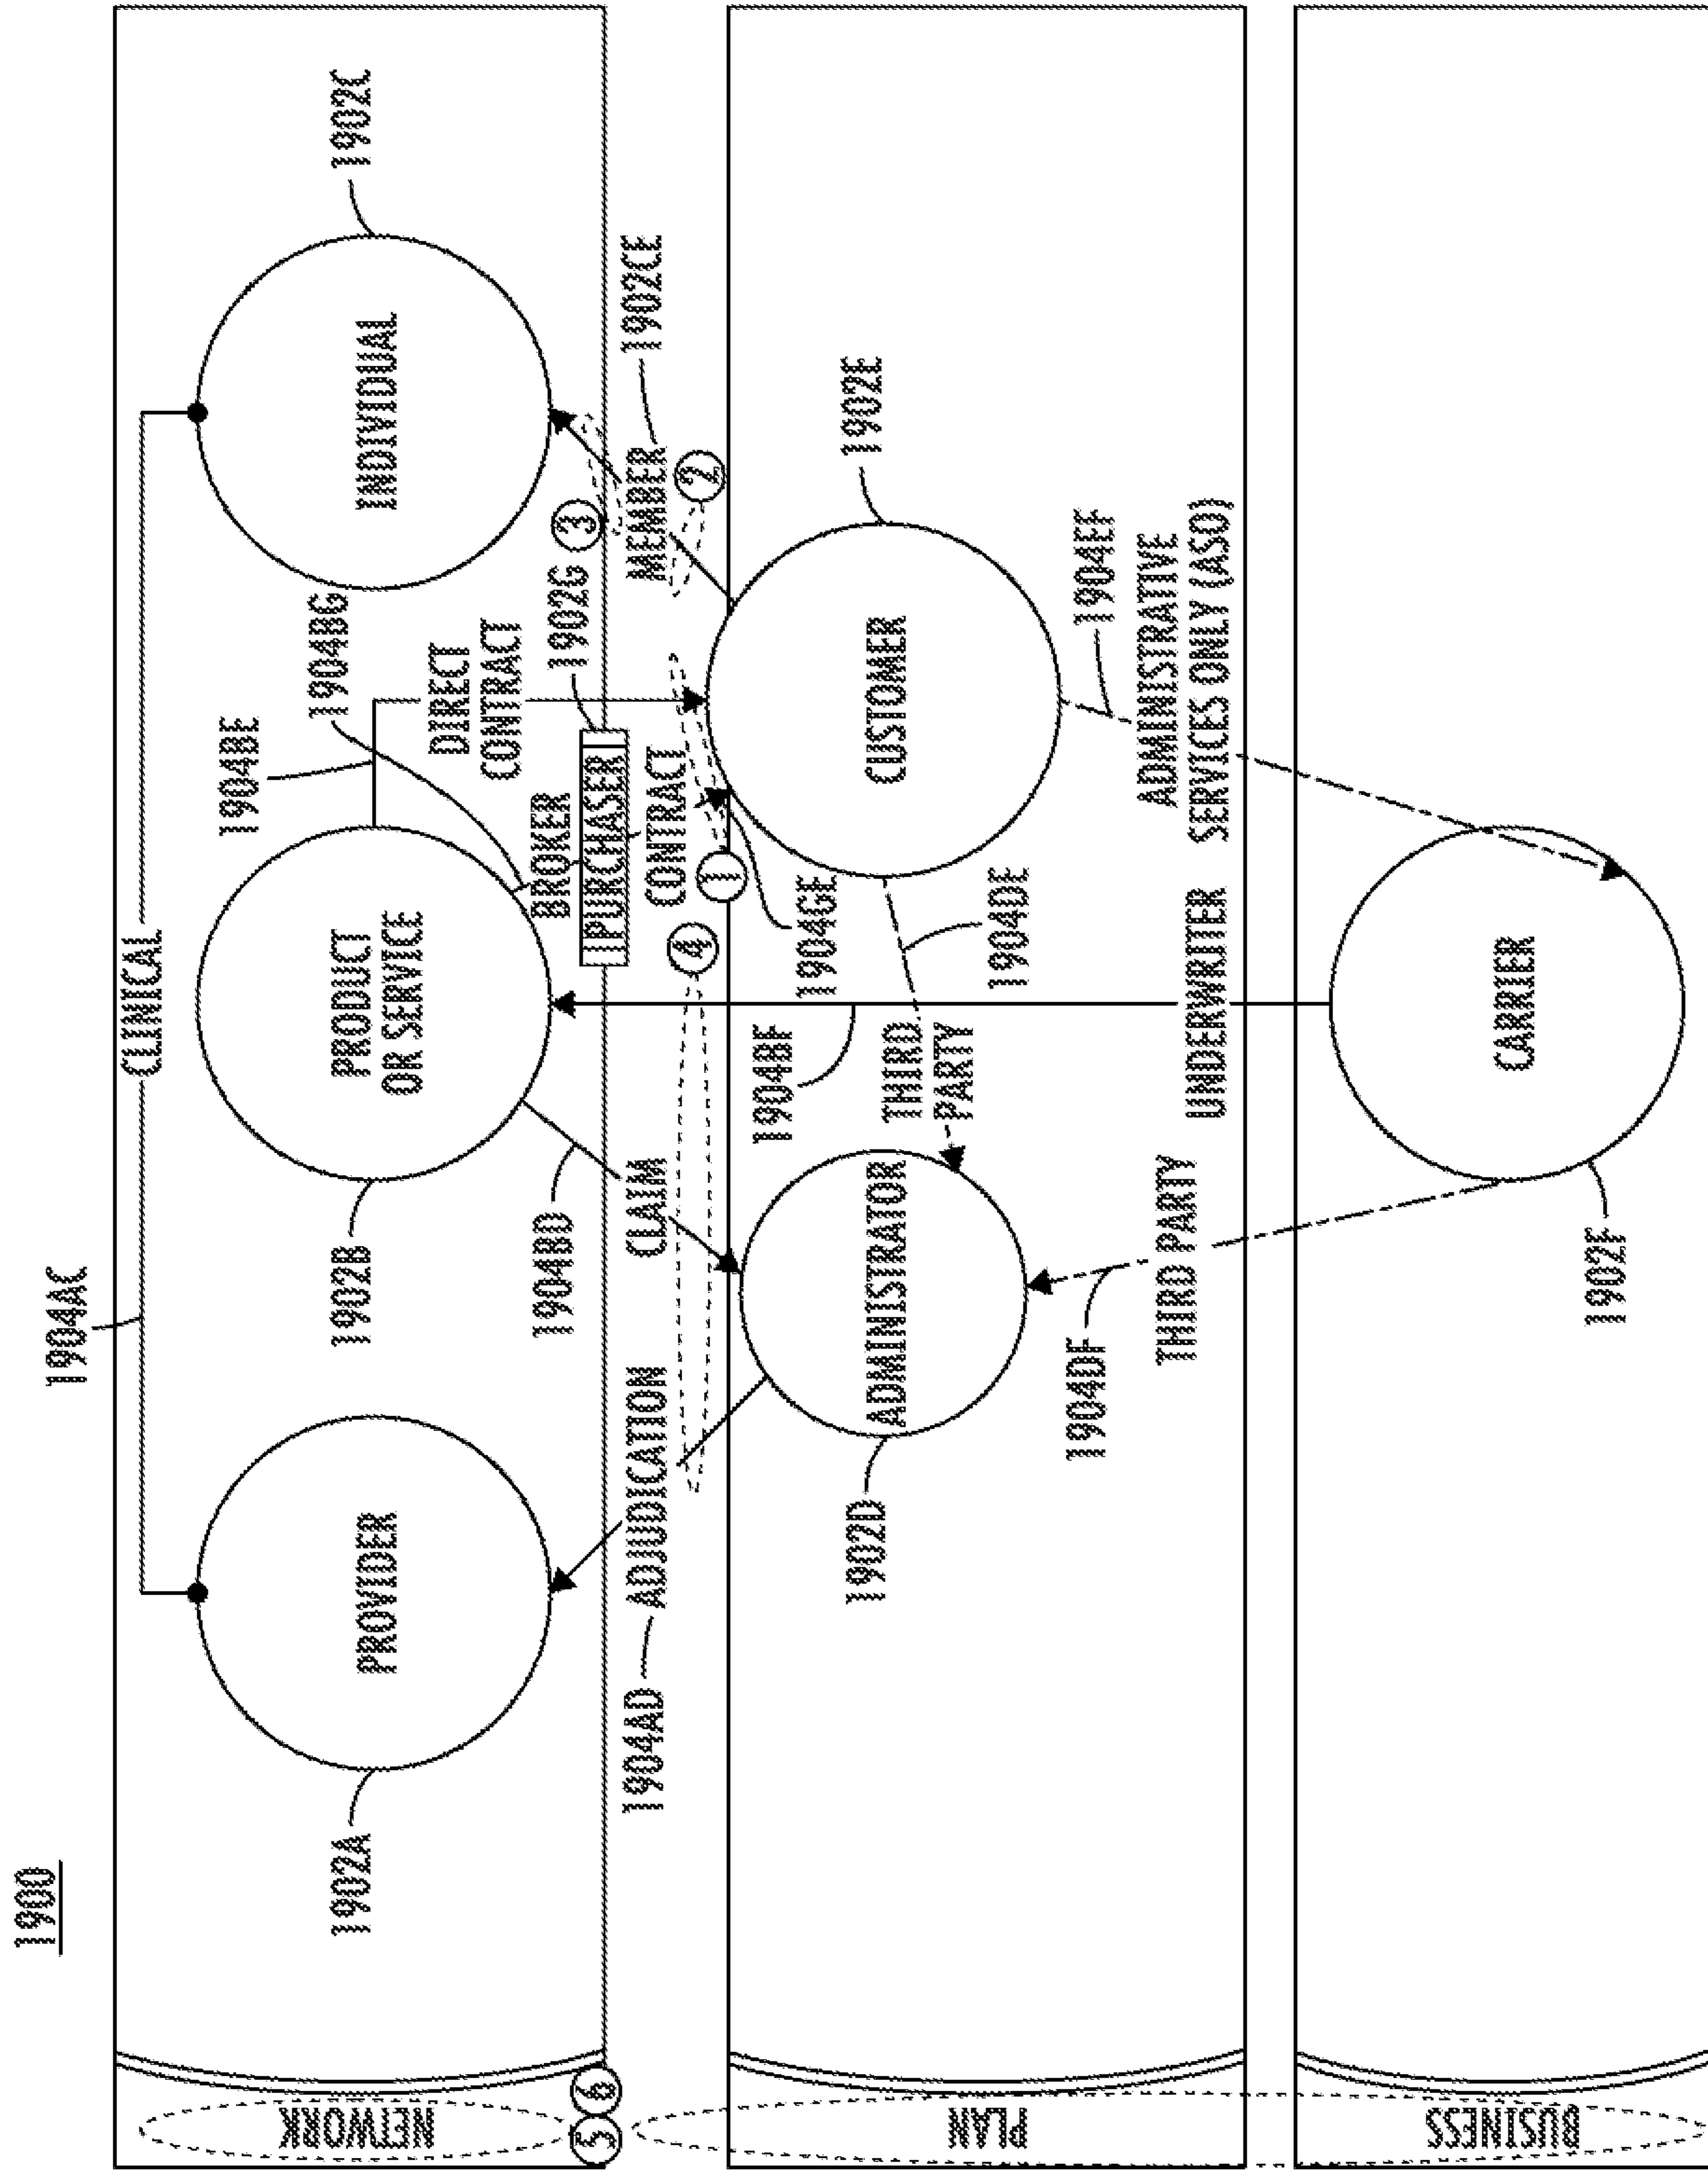 1900
1904AC
CLINICAL
1902A
PROVIDER
1902B
PRODUCT
OR SERVICE
INDIVIDUAL
1902C
1904BE
1904BG
DIRECT
CONTRACT
BROKER
PURCHASER
1902G
3
1904BD
CLAIM
CONTRACT
MEMBER
1902CE
2
1
4
1904AD
ADJUDICATION
NETWORK
5
6
1904BF
1904GE
1902D
ADMINISTRATOR
THIRD
PARTY
1904DE
CUSTOMER
1902E
1904EF
ADMINISTRATIVE
SERVICES ONLY (ASO)
1904DF
THIRD PARTY
UNDERWRITER
PLAN
CARRIER
1902F
BUSINESS